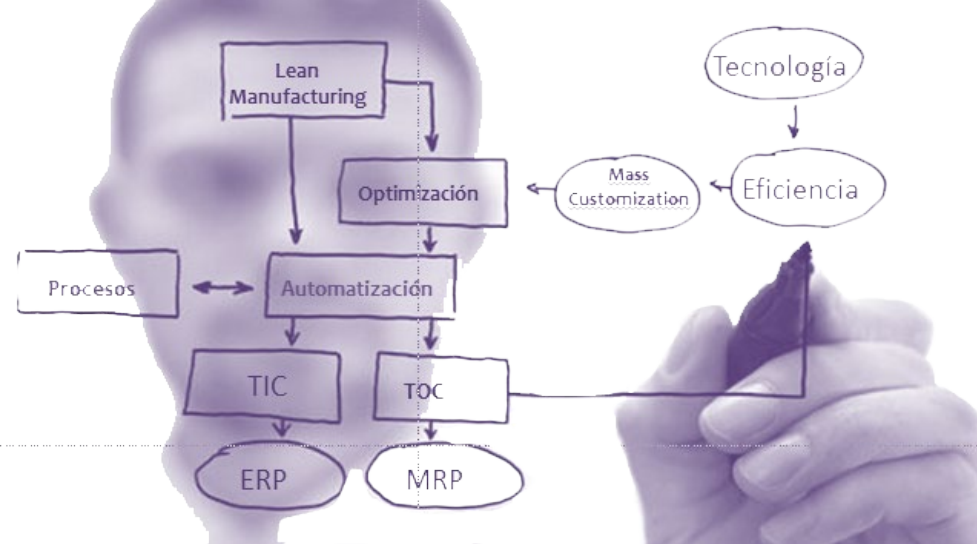 Lean
Manufacturing
Tecnología
Optimización
Mass
Customization
Eficiencia
Procesos
Automatización
TIC
TOC
ERP
MRP